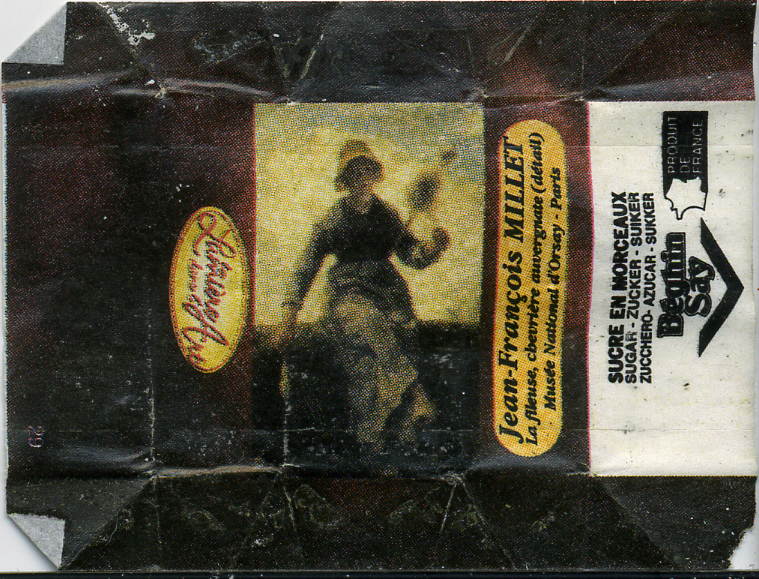 Jean-François MILLET
La fileuse, chevrière auvergnate (détail)
Musée National d'Orsay - Paris
SUCRE EN MORCEAUX
SUGAR - ZUCKER - SUIKER
ZUCCHERO - AZUCAR - SUKKER
Béghin
Say
PRODUIT
DE
FRANCE
29